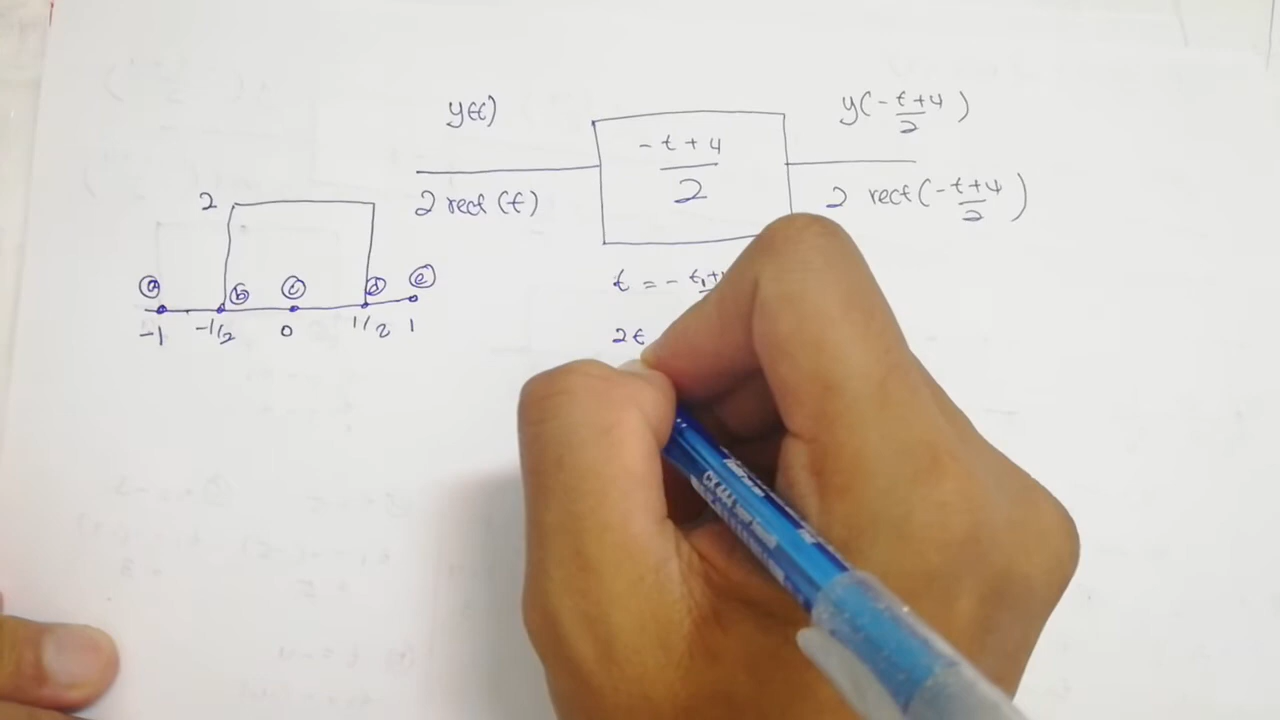 y(t)
y(-t+4/2)
-t+4
2
2 rect(t)
2 rect(-t+4/2)
2
a b c d e
-1 -1/2 0 1/2 1
t = -t1+
2t